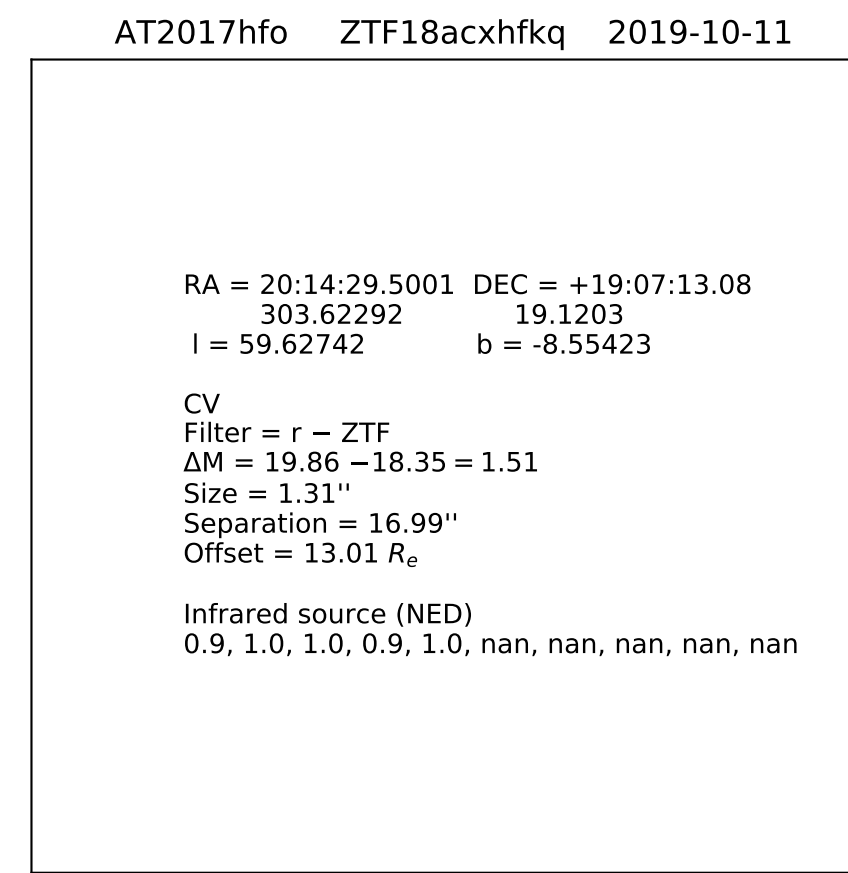 AT2017hfo ZTF18acxhfkq 2019-10-11
RA = 20:14:29.5001 DEC = +19:07:13.08
303.62292 19.1203
l = 59.62742 b = -8.55423
CV
Filter = r − ZTF
ΔM = 19.86 −18.35 = 1.51
Size = 1.31''
Separation = 16.99''
Offset = 13.01 Rₑ
Infrared source (NED)
0.9, 1.0, 1.0, 0.9, 1.0, nan, nan, nan, nan, nan